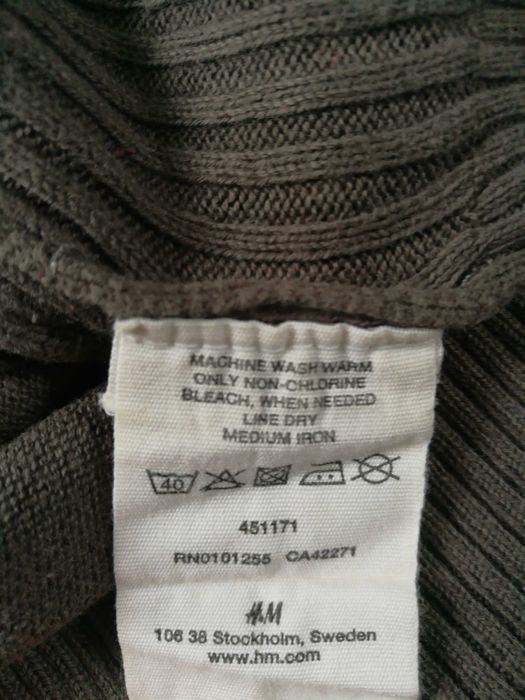 MACHINE WASH WARM
ONLY NON-CHLORINE
BLEACH, WHEN NEEDED
LINE DRY
MEDIUM IRON
40
451171
RN0101255 CA42271
H&M
106 38 Stockholm, Sweden
www.hm.com